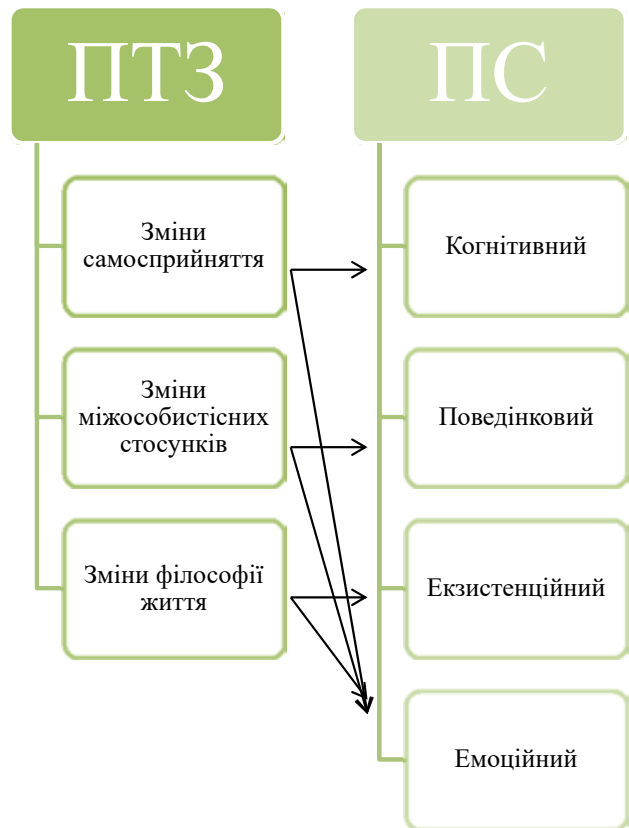 ПТЗ
Зміни
самосприйняття
Зміни
міжособистісних
стосунків
Зміни філософії
життя
ПС
Когнітивний
Поведінковий
Екзистенційний
Емоційний